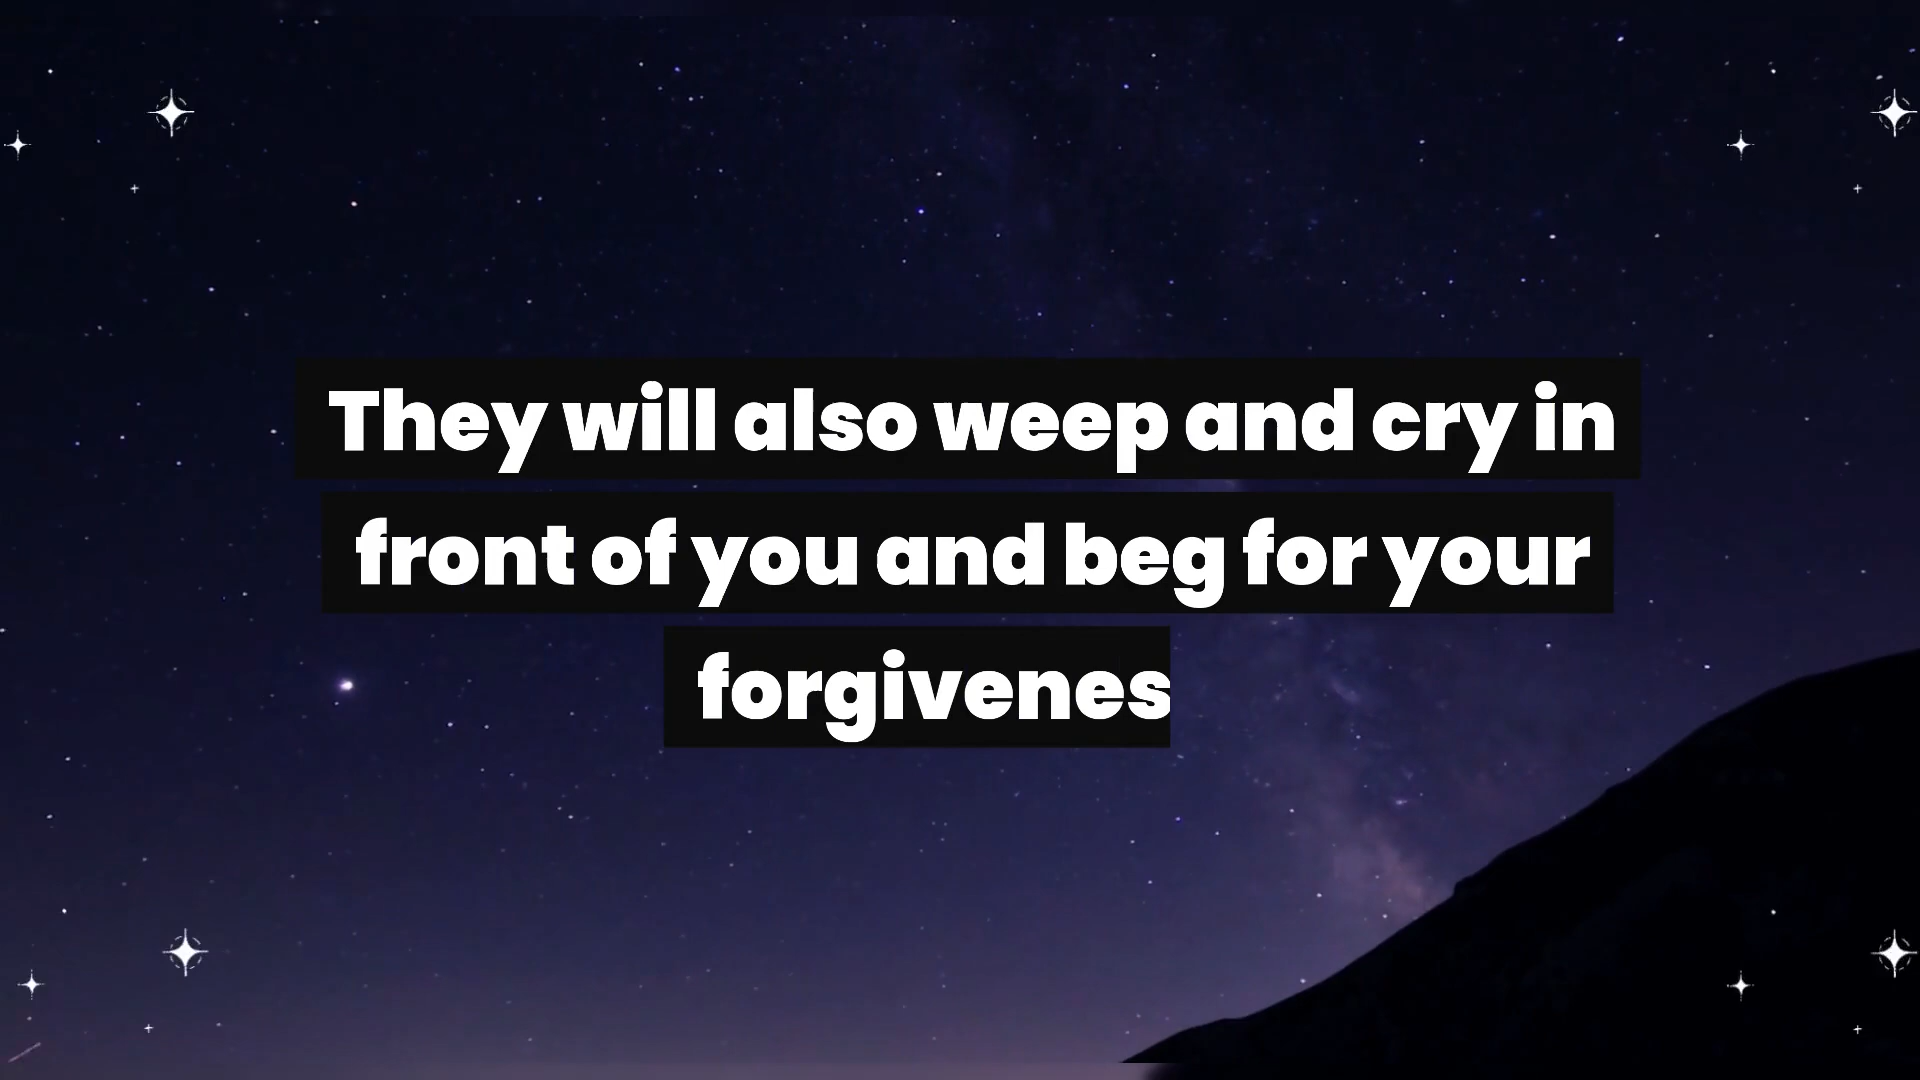 They will also weep and cry in
front of you and beg for your
forgivenes